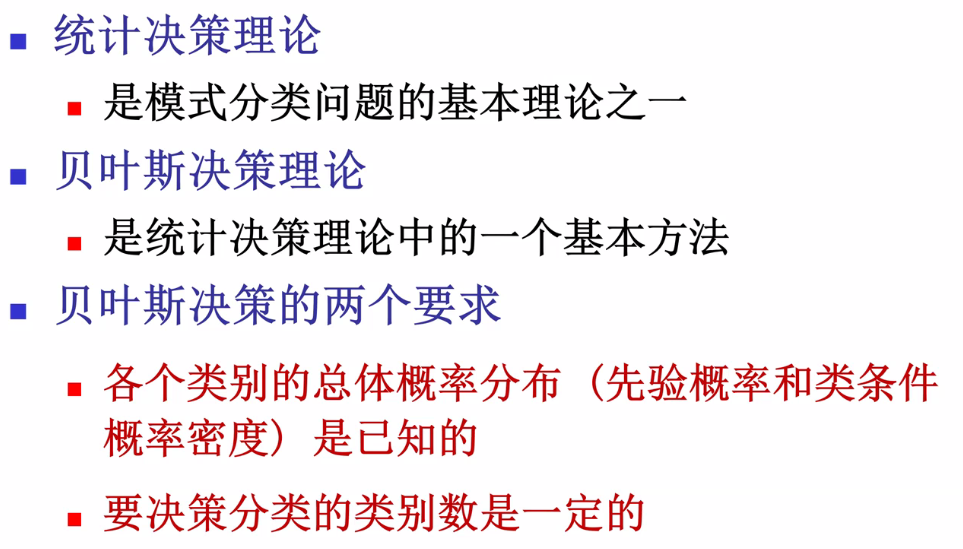 统计决策理论
是模式分类问题的基本理论之一
贝叶斯决策理论
是统计决策理论中的一个基本方法
贝叶斯决策的两个要求
各个类别的总体概率分布（先验概率和类条件
概率密度）是已知的
要决策分类的类别数是一定的